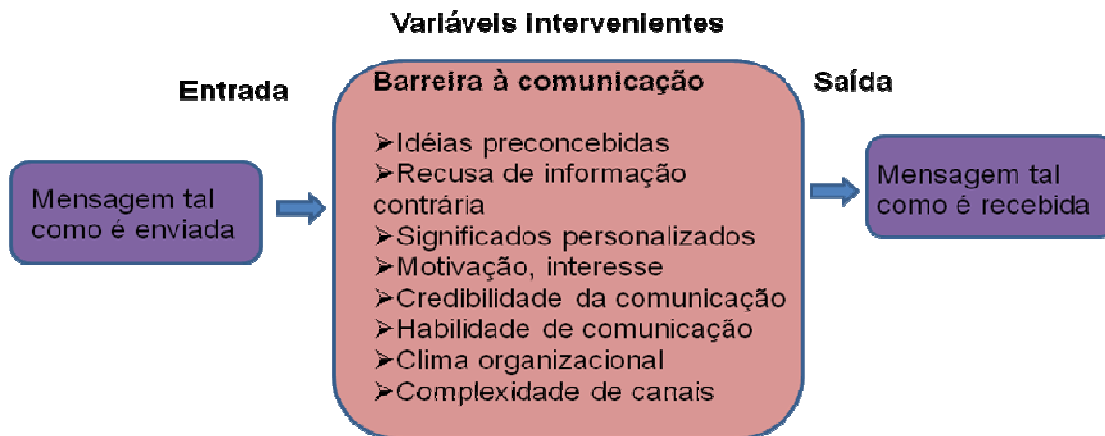 Variáveis intervenientes
Entrada
Barreira à comunicação
Saída
➢Idéias preconcebidas
➢Recusa de informação
contrária
➢Significados personalizados
➢Motivação, interesse
➢Credibilidade da comunicação
➢Habilidade de comunicação
➢Clima organizacional
➢Complexidade de canais
Mensagem tal
como é enviada
Mensagem tal
como é recebida